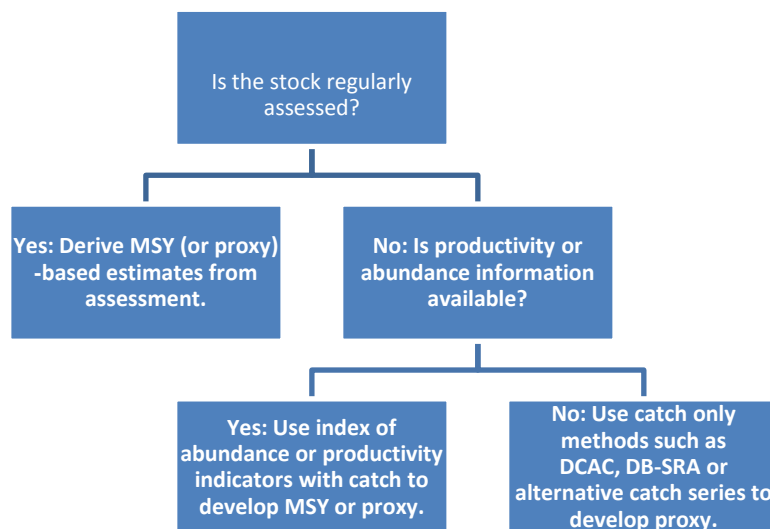 Is the stock regularly
assessed?
Yes: Derive MSY (or proxy)
-based estimates from
assessment.
No: Is productivity or
abundance information
available?
Yes: Use index of
abundance or productivity
indicators with catch to
develop MSY or proxy.
No: Use catch only
methods such as
DCAC, DB-SRA or
alternative catch series to
develop proxy.